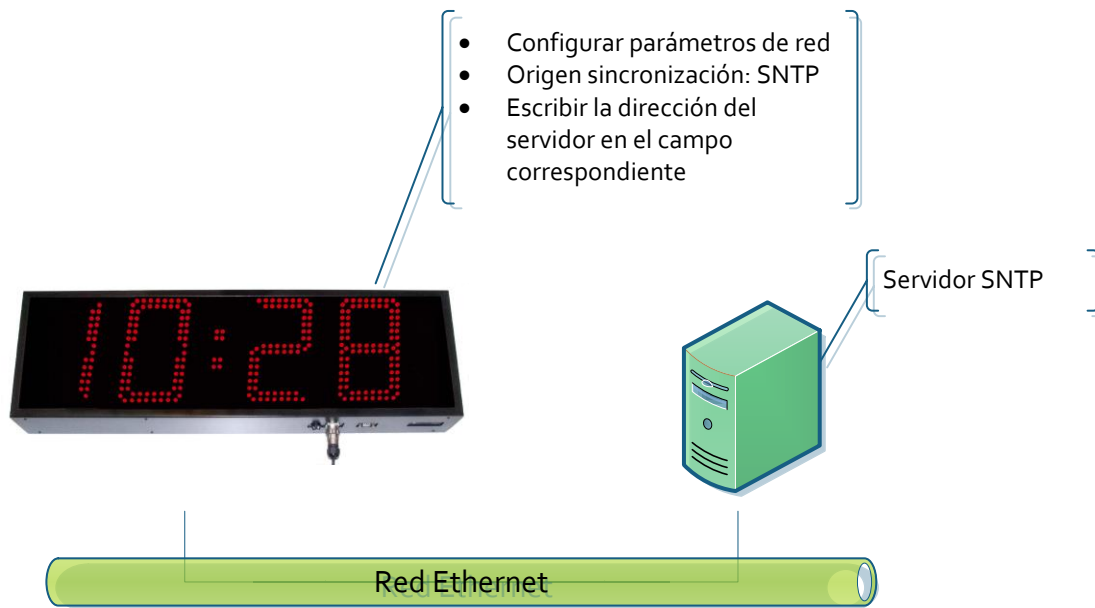 • Configurar parámetros de red
• Origen sincronización: SNTP
• Escribir la dirección del
servidor en el campo
correspondiente
Servidor SNTP
10:28
Red Ethernet